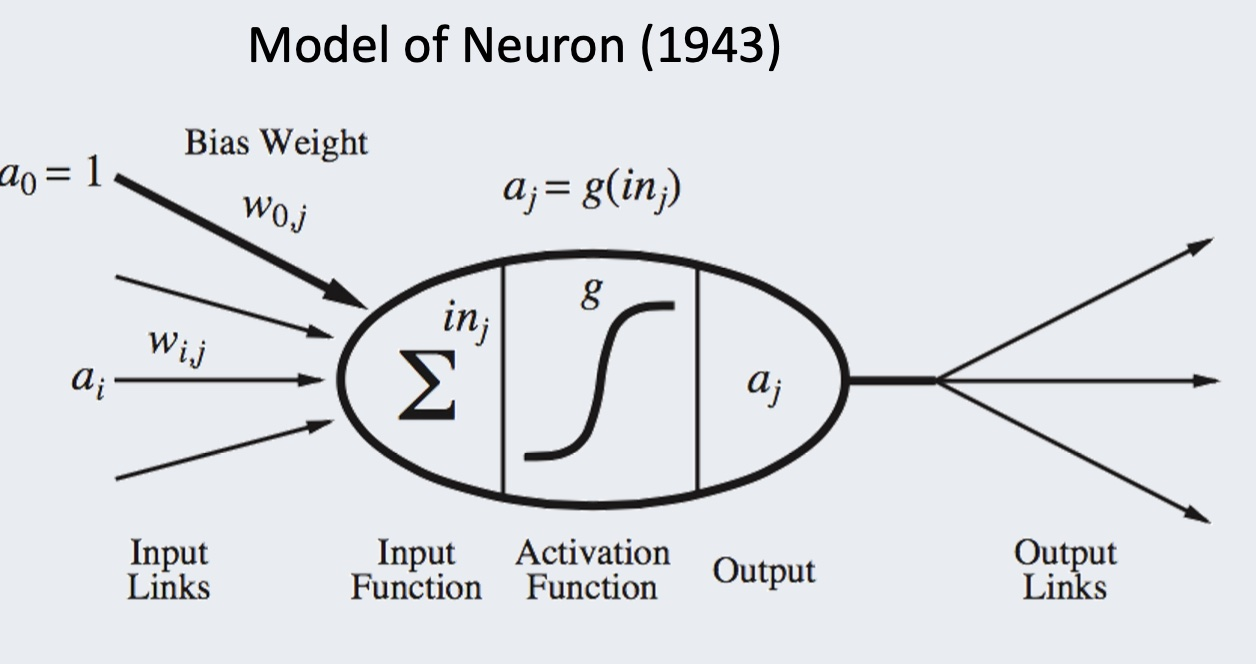 Model of Neuron (1943)
Bias Weight
a0 = 1
w0,j
aj = g(inj)
g
inj
wi,j
ai
Σ
aj
Input
Links
Input
Function
Activation
Function
Output
Output
Links